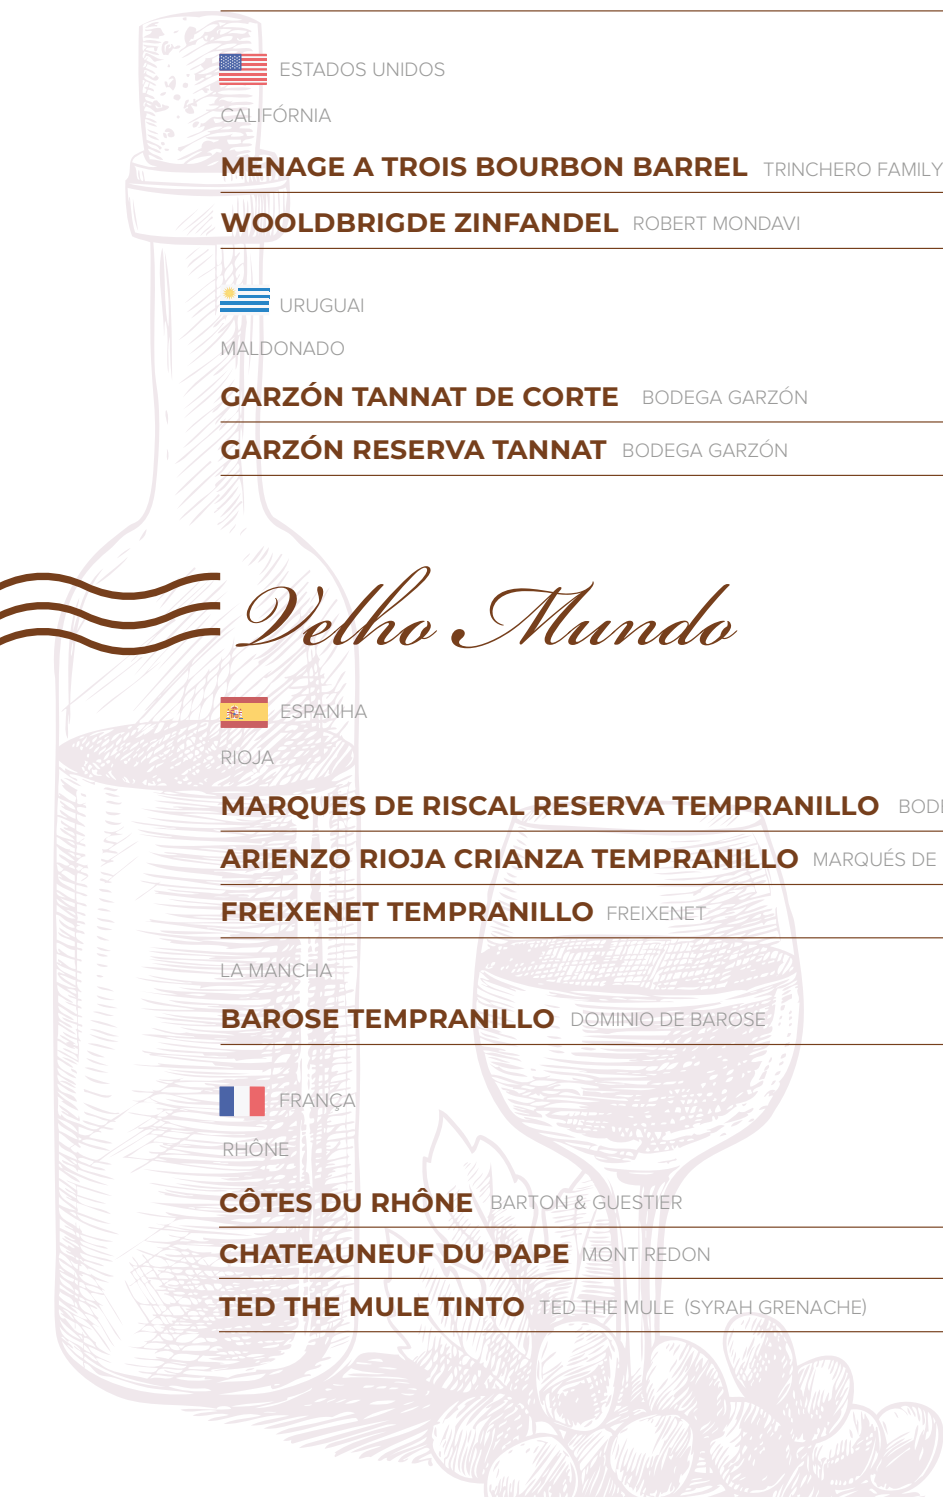 ESTADOS UNIDOS
CALIFÓRNIA
MENAGE A TROIS BOURBON BARREL TRINCHERO FAMILY
WOOLDBRIGDE ZINFANDEL ROBERT MONDAVI
URUGUAI
MALDONADO
GARZÓN TANNAT DE CORTE BODEGA GARZÓN
GARZÓN RESERVA TANNAT BODEGA GARZÓN
Velho Mundo
ESPANHA
RIOJA
MARQUES DE RISCAL RESERVA TEMPRANILLO
ARIENZO RIOJA CRIANZA TEMPRANILLO MARQUÉS DE
FREIXENET TEMPRANILLO FREIXENET
LA MANCHA
BAROSE TEMPRANILLO DOMINIO DE BAROSE
FRANÇA
RHÔNE
CÔTES DU RHÔNE BARTON & GUESTIER
CHATEAUNEUF DU PAPE MONT REDON
TED THE MULE TINTO TED THE MULE (SYRAH GRENACHE)